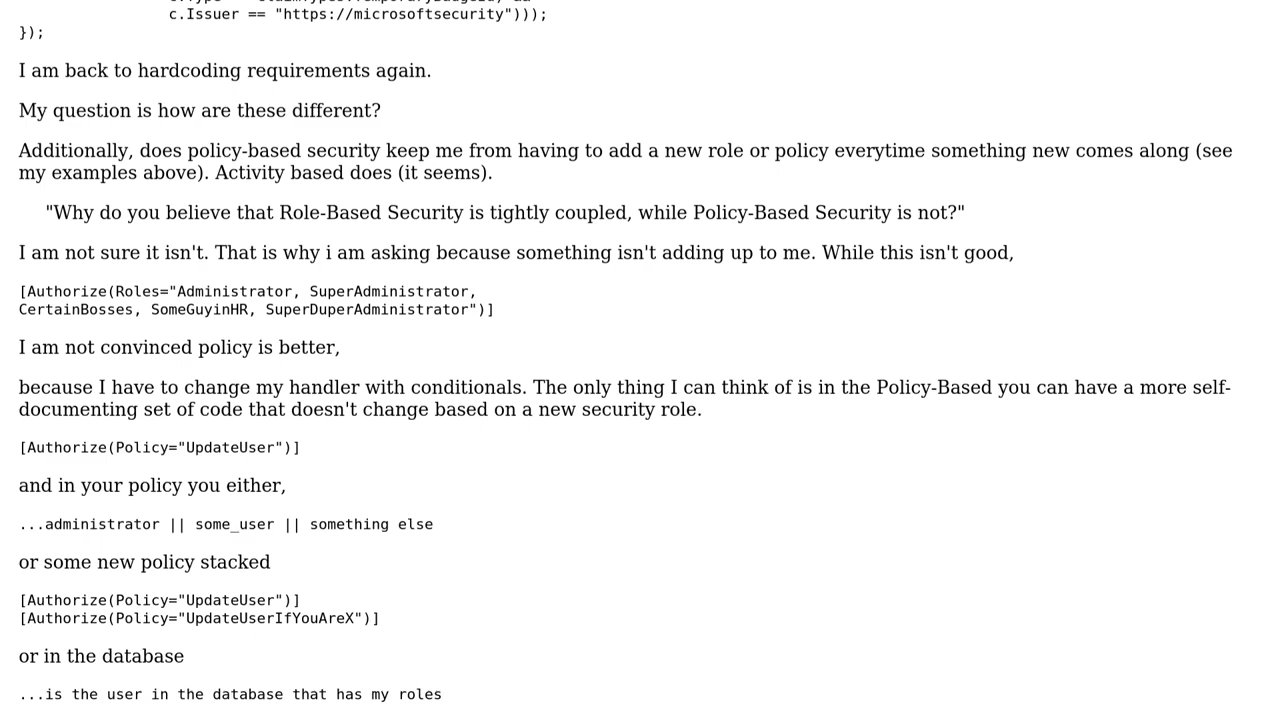 c.Issuer == "https://microsoftsecurity")));
});
I am back to hardcoding requirements again.
My question is how are these different?
Additionally, does policy-based security keep me from having to add a new role or policy everytime something new comes along (see
my examples above). Activity based does (it seems).
"Why do you believe that Role-Based Security is tightly coupled, while Policy-Based Security is not?"
I am not sure it isn't. That is why i am asking because something isn't adding up to me. While this isn't good,
[Authorize(Roles="Administrator, SuperAdministrator,
CertainBosses, SomeGuyinHR, SuperDuperAdministrator")]
I am not convinced policy is better,
because I have to change my handler with conditionals. The only thing I can think of is in the Policy-Based you can have a more self-
documenting set of code that doesn't change based on a new security role.
[Authorize(Policy="UpdateUser")]
and in your policy you either,
...administrator || some_user || something else
or some new policy stacked
[Authorize(Policy="UpdateUser")]
[Authorize(Policy="UpdateUserIfYouAreX")]
or in the database
...is the user in the database that has my roles